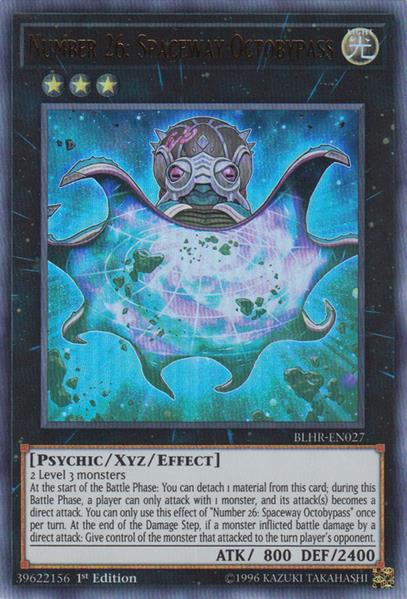 Number 26: Spaceway Octobypass
LIGHT
光
BLHR-EN027
[Psychic/Xyz/Effect]
2 Level 3 monsters
At the start of the Battle Phase: You can detach 1 material from this card; during this
Battle Phase, a player can only attack with 1 monster, and its attack(s) becomes a
direct attack. You can only use this effect of "Number 26: Spaceway Octobypass" once
per turn. At the end of the Damage Step, if a monster inflicted battle damage by a
direct attack: Give control of the monster that attacked to the turn player's opponent.
ATK/ 800 DEF/2400
39622156 1st Edition ©1996 KAZUKI TAKAHASHI